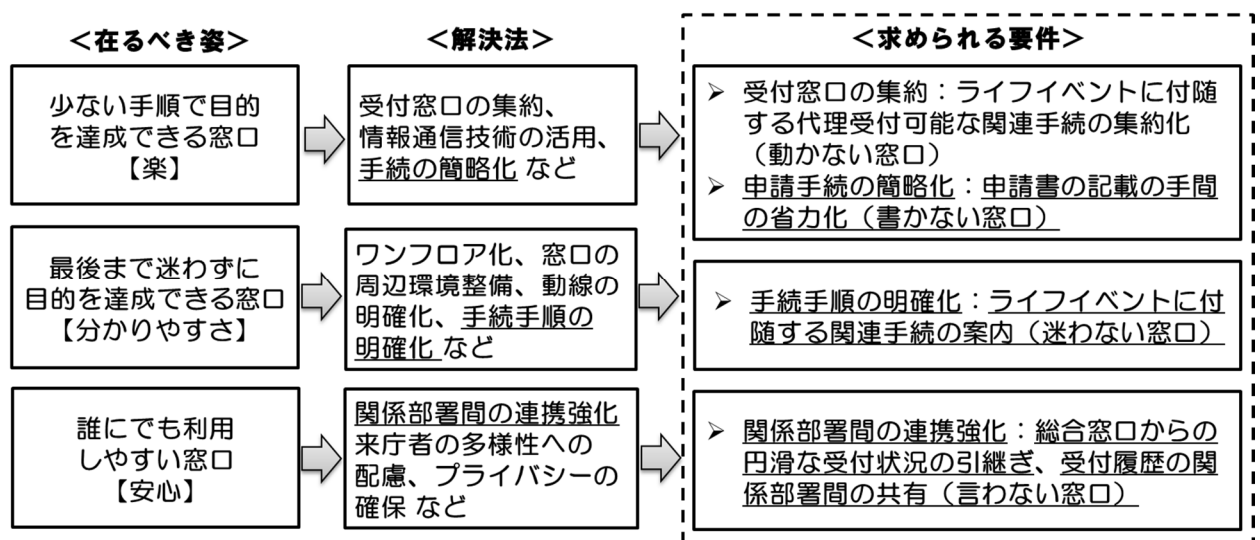 ＜在るべき姿＞
＜解決法＞
＜求められる要件＞
少ない手順で目的
を達成できる窓口
【楽】
受付窓口の集約、
情報通信技術の活用、
手続の簡略化 など
➢ 受付窓口の集約：ライフイベントに付随
する代理受付可能な関連手続の集約化
（動かない窓口）
➢ 申請手続の簡略化：申請書の記載の手間
の省力化（書かない窓口）
最後まで迷わずに
目的を達成できる窓口
【分かりやすさ】
ワンフロア化、窓口の
周辺環境整備、動線の
明確化、手続手順の
明確化 など
➢ 手続手順の明確化：ライフイベントに付
随する関連手続の案内（迷わない窓口）
誰にでも利用
しやすい窓口
【安心】
関係部署間の連携強化
来庁者の多様性への
配慮、プライバシーの
確保 など
➢ 関係部署間の連携強化：総合窓口からの
円滑な受付状況の引継ぎ、受付履歴の関
係部署間の共有（言わない窓口）